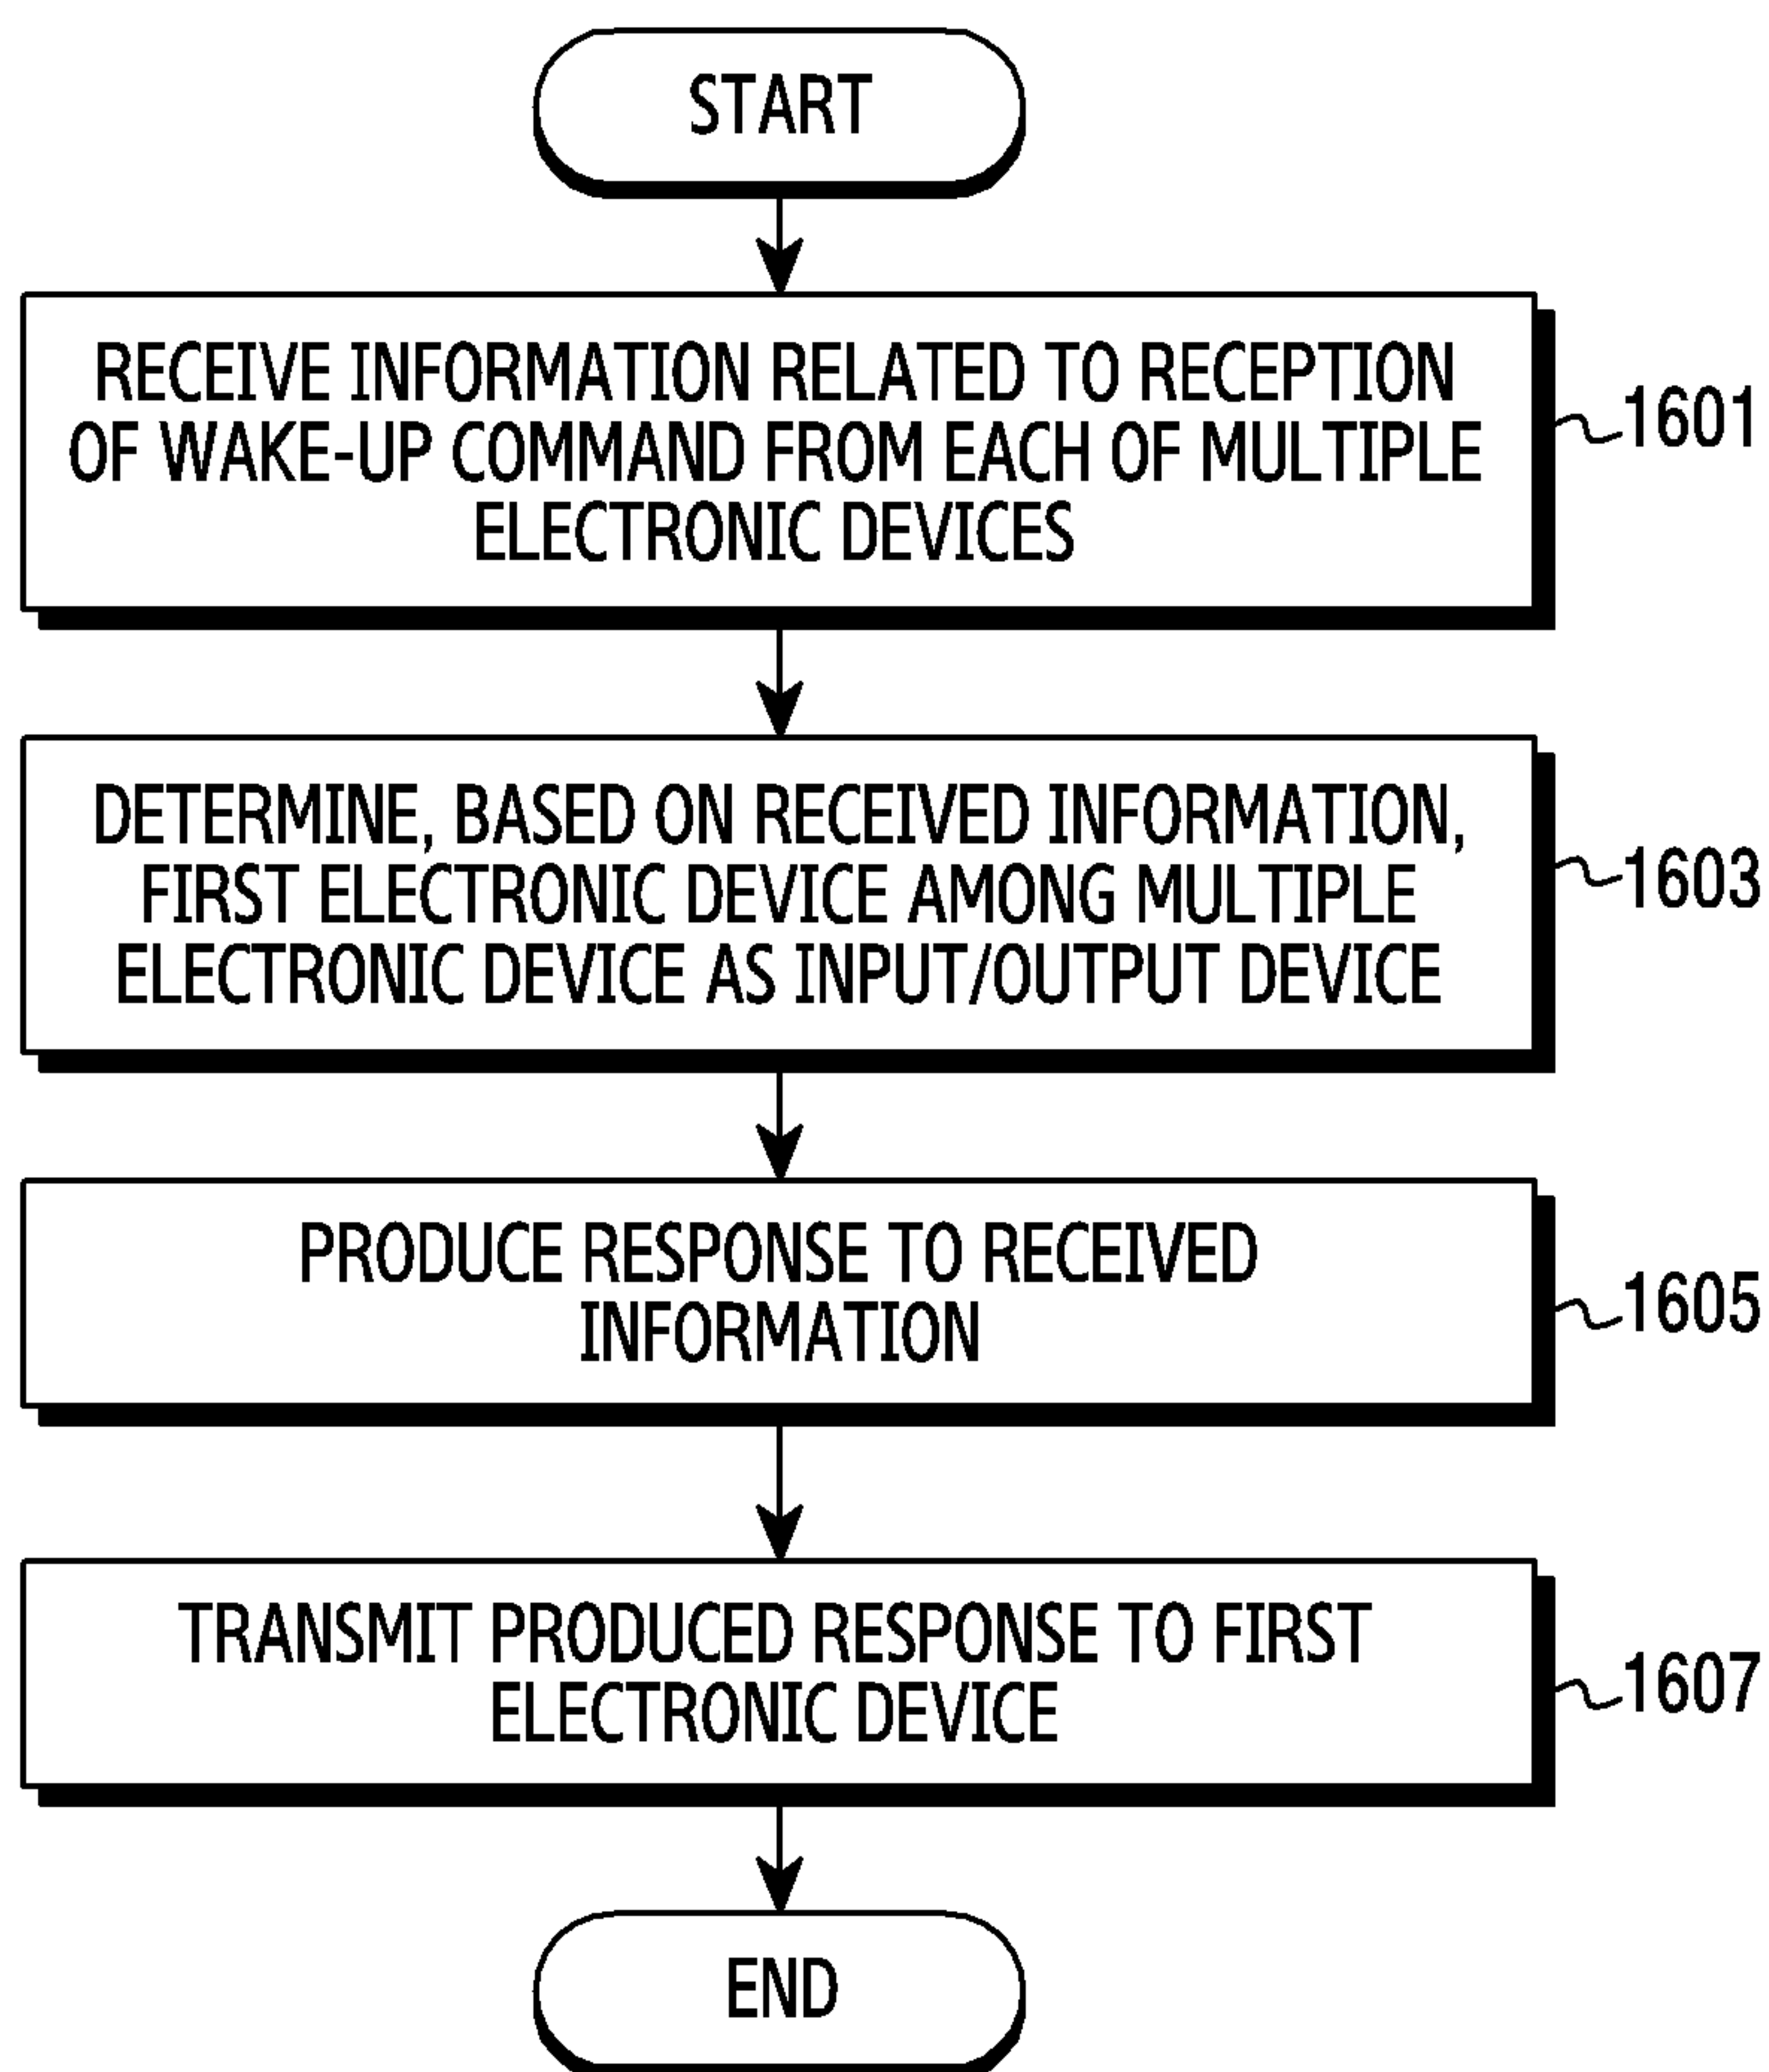 START
RECEIVE INFORMATION RELATED TO RECEPTION
OF WAKE-UP COMMAND FROM EACH OF MULTIPLE
ELECTRONIC DEVICES
1601
DETERMINE, BASED ON RECEIVED INFORMATION,
FIRST ELECTRONIC DEVICE AMONG MULTIPLE
ELECTRONIC DEVICE AS INPUT/OUTPUT DEVICE
1603
PRODUCE RESPONSE TO RECEIVED
INFORMATION
1605
TRANSMIT PRODUCED RESPONSE TO FIRST
ELECTRONIC DEVICE
1607
END